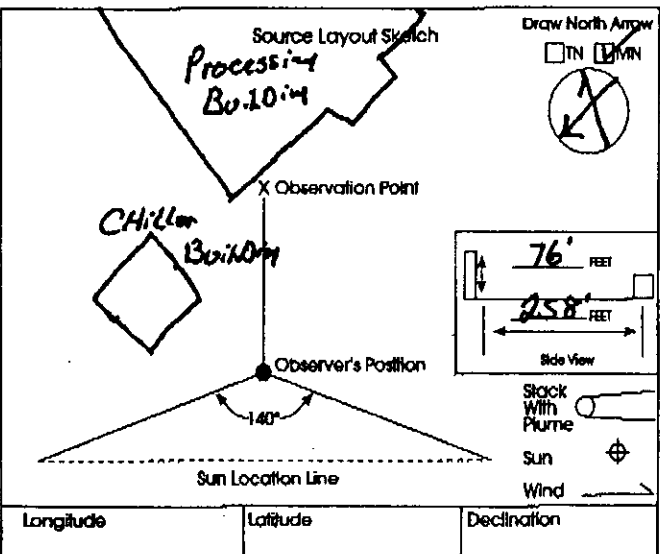 Source Layout Sketch
Draw North Arrow
TN MN
Processing
Building
X Observation Point
CHiller
Building
76' FEET
258' FEET
Side View
Observer's Position
140°
Sun Location Line
Stack
With
Plume
Sun
Wind
Longitude
Latitude
Declination